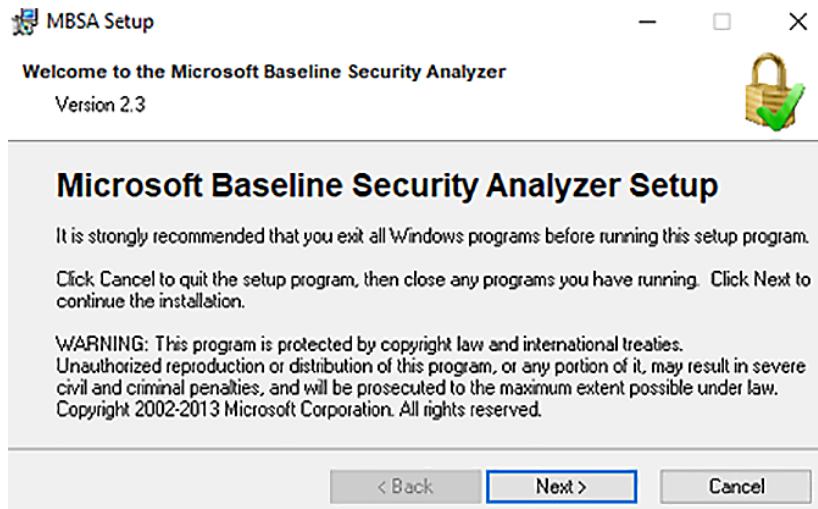 MBSA Setup
Welcome to the Microsoft Baseline Security Analyzer
Version 2.3
Microsoft Baseline Security Analyzer Setup
It is strongly recommended that you exit all Windows programs before running this setup program.
Click Cancel to quit the setup program, then close any programs you have running.  Click Next to
continue the installation.
WARNING: This program is protected by copyright law and international treaties.
Unauthorized reproduction or distribution of this program, or any portion of it, may result in severe
civil and criminal penalties, and will be prosecuted to the maximum extent possible under law.
Copyright 2002-2013 Microsoft Corporation. All rights reserved.
< Back Next > Cancel